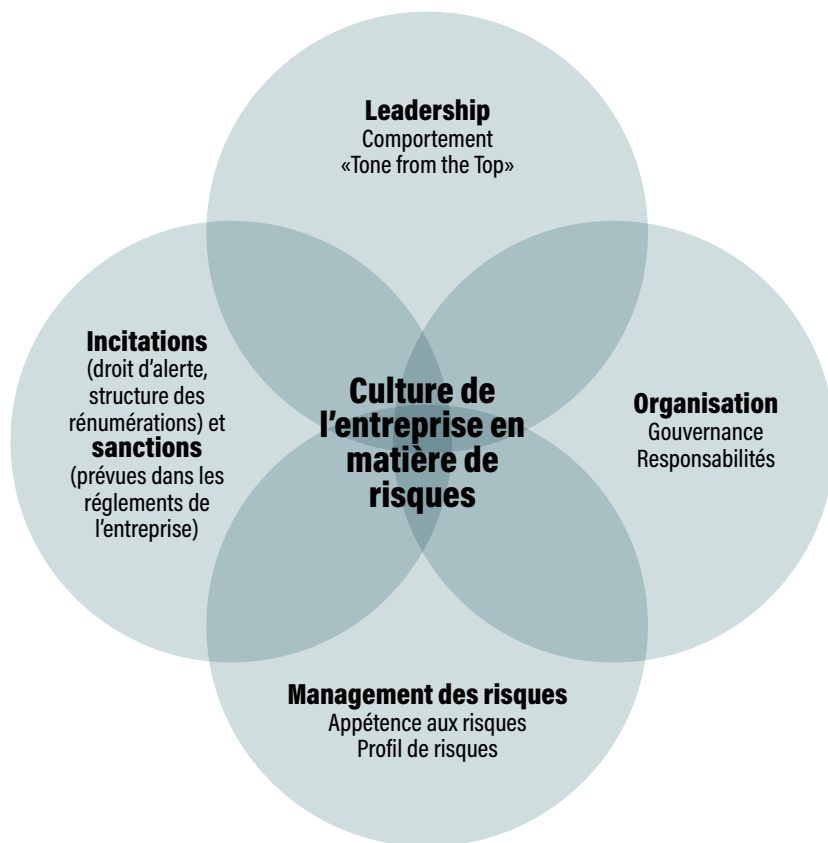 Leadership
Comportement
«Tone from the Top»
Incitations
(droit d’alerte,
structure des
rénumérations) et
sanctions
(prévues dans les
réglements de
l’entreprise)
Culture de
l’entreprise en
matière de
risques
Organisation
Gouvernance
Responsabilités
Management des risques
Appétence aux risques
Profil de risques